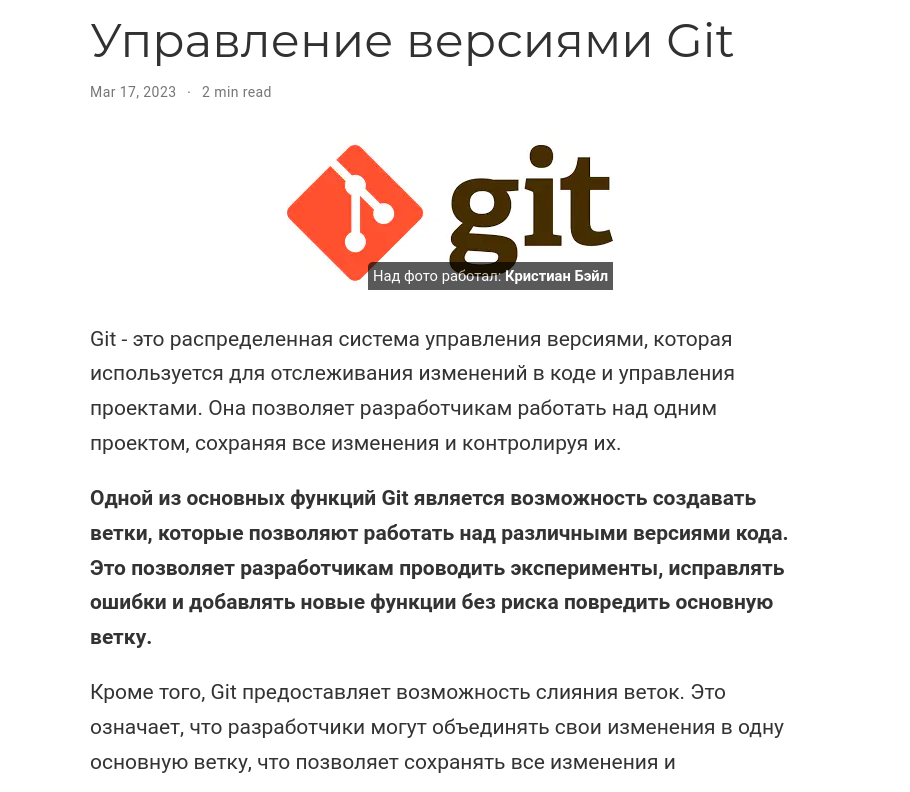 Управление версиями Git
Mar 17, 2023 · 2 min read
git
Над фото работал: Кристиан Бэйл
Git - это распределенная система управления версиями, которая
используется для отслеживания изменений в коде и управления
проектами. Она позволяет разработчикам работать над одним
проектом, сохраняя все изменения и контролируя их.
Одной из основных функций Git является возможность создавать
ветки, которые позволяют работать над различными версиями кода.
Это позволяет разработчикам проводить эксперименты, исправлять
ошибки и добавлять новые функции без риска повредить основную
ветку.
Кроме того, Git предоставляет возможность слияния веток. Это
означает, что разработчики могут объединять свои изменения в одну
основную ветку, что позволяет сохранять все изменения и